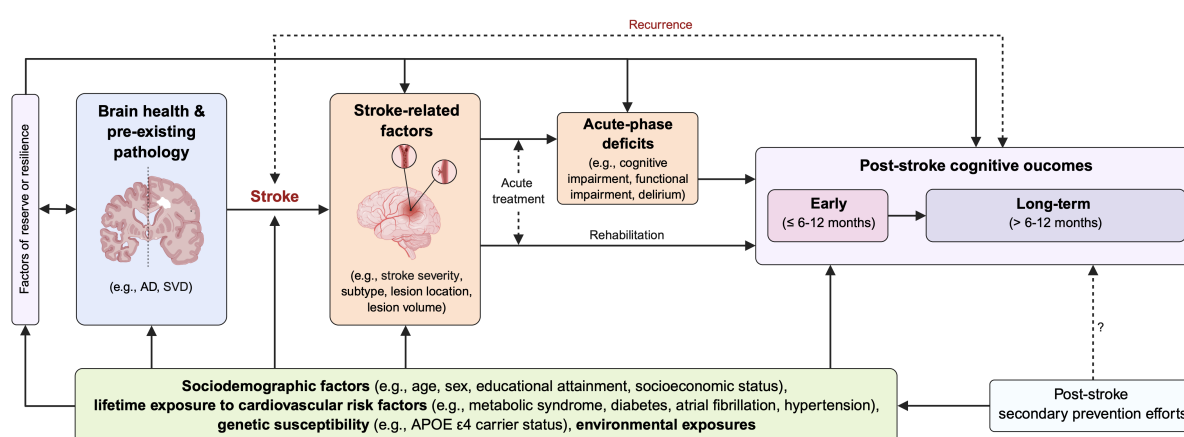 Recurrence
Factors of reserve or resilience
Brain health &
pre-existing
pathology
(e.g., AD, SVD)
Stroke
Stroke-related
factors
(e.g., stroke severity,
subtype, lesion location,
lesion volume)
Acute
treatment
Acute-phase
deficits
(e.g., cognitive
impairment, functional
impairment, delirium)
Rehabilitation
Post-stroke cognitive oucomes
Early
(≤ 6-12 months)
Long-term
(> 6-12 months)
?
Sociodemographic factors (e.g., age, sex, educational attainment, socioeconomic status),
lifetime exposure to cardiovascular risk factors (e.g., metabolic syndrome, diabetes, atrial fibrillation, hypertension),
genetic susceptibility (e.g., APOE ε4 carrier status), environmental exposures
Post-stroke
secondary prevention efforts